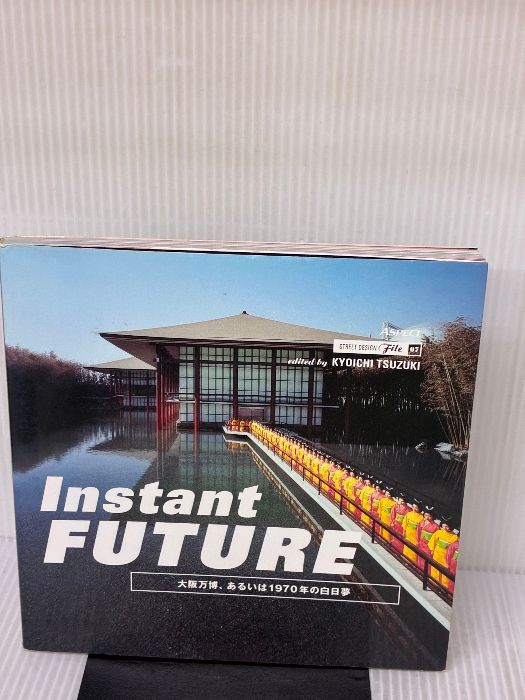 ASPECT
STREET DESIGN File 07
edited by KYOICHI TSUZUKI
Instant
FUTURE
大阪万博、あるいは1970年の白日夢